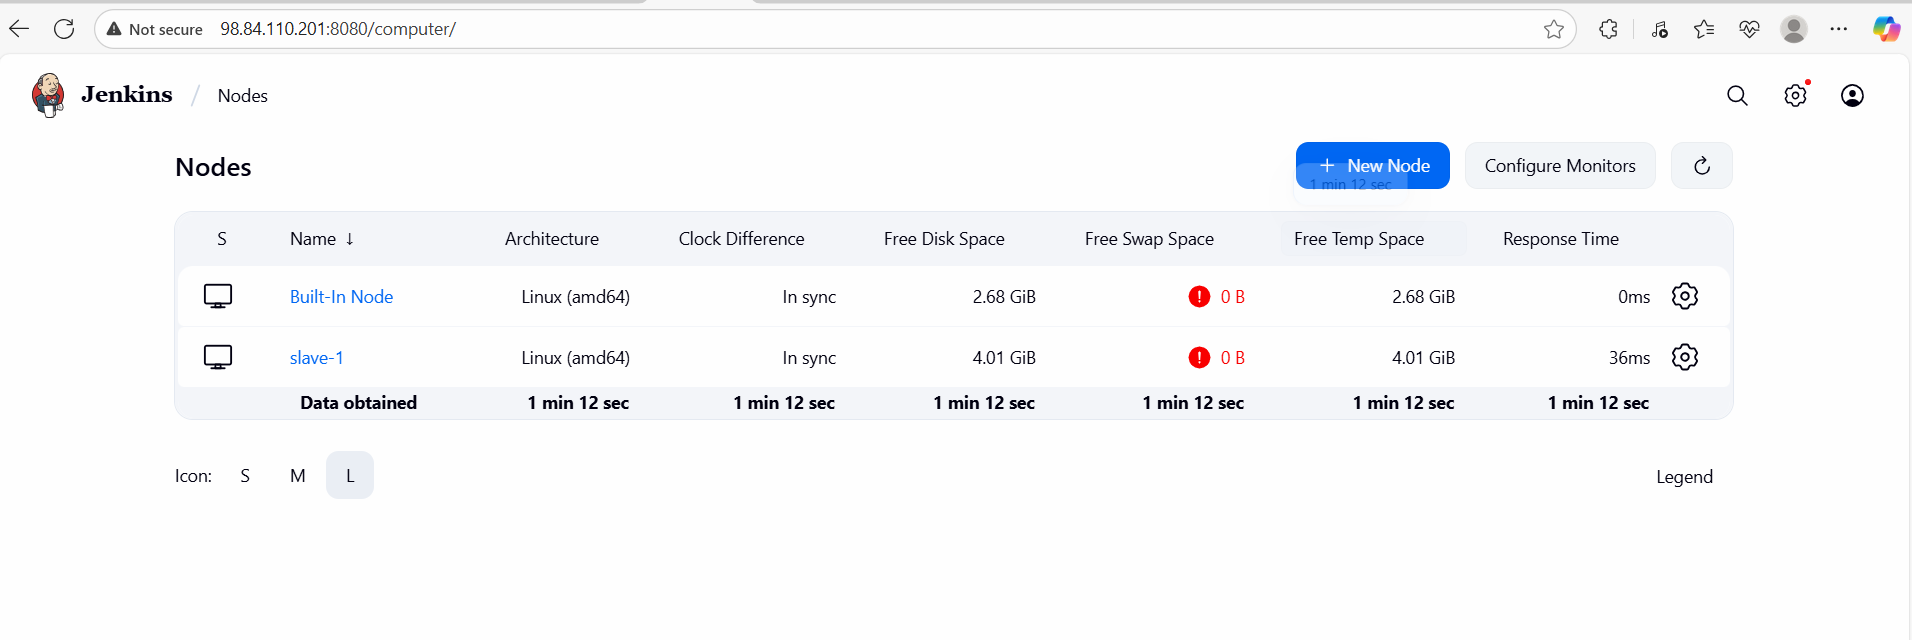 Not secure 98.84.110.201:8080/computer/
Jenkins / Nodes
Nodes
+ New Node Configure Monitors
1 min 12 sec
S Name ↓ Architecture Clock Difference Free Disk Space Free Swap Space Free Temp Space Response Time
Built-In Node Linux (amd64) In sync 2.68 GiB ! 0 B 2.68 GiB 0ms
slave-1 Linux (amd64) In sync 4.01 GiB ! 0 B 4.01 GiB 36ms
Data obtained 1 min 12 sec 1 min 12 sec 1 min 12 sec 1 min 12 sec 1 min 12 sec 1 min 12 sec
Icon: S M L Legend